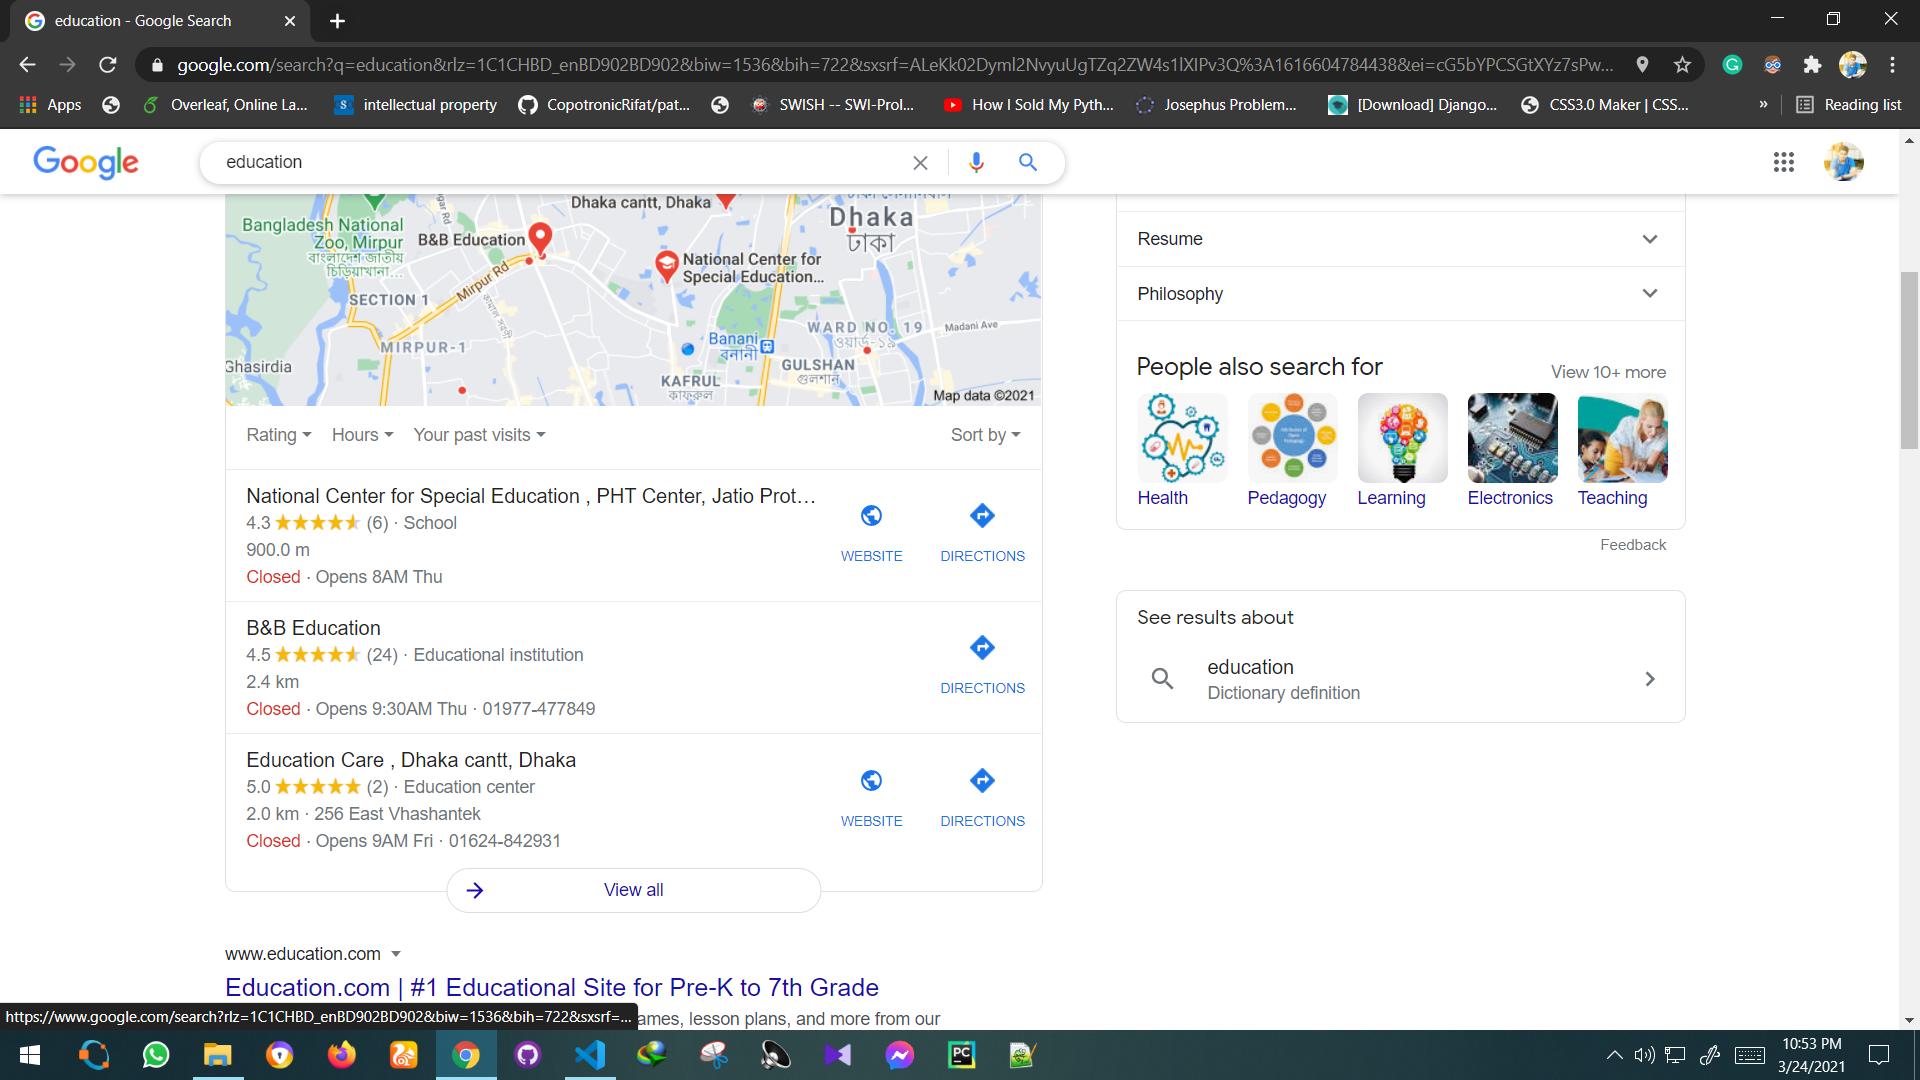 education - Google Search
google.com/search?q=education&rlz=1C1CHBD_enBD902BD902&biw=1536&bih=722&sxsrf=ALeKk02Dyml2NvyuUgTZq2ZW4s1lXIPv3Q%3A1616604784438&ei=cG5bYPCSGtXYz7sPw...
Apps
Overleaf, Online La...
intellectual property
CopotronicRifat/pat...
SWISH -- SWI-Prol...
How I Sold My Pyth...
Josephus Problem...
[Download] Django...
CSS3.0 Maker | CSS...
»
Reading list
Google
education
Dhaka cantt, Dhaka
Dhaka
ঢাকা
Bangladesh National
Zoo, Mirpur
বাংলাদেশ জাতীয়
চিড়িয়াখানা...
B&B Education
National Center for
Special Education...
SECTION 1
Mirpur Rd
WARD NO. 19
ওয়ার্ড-১৯
Madani Ave
MIRPUR-1
Banani
বনানী
Ghasirdia
GULSHAN
গুলশান
KAFRUL
কাফরুল
Map data ©2021
Rating
Hours
Your past visits
Sort by
National Center for Special Education , PHT Center, Jatio Prot…
4.3 (6) · School
900.0 m
Closed · Opens 8AM Thu
WEBSITE
DIRECTIONS
B&B Education
4.5 (24) · Educational institution
2.4 km
Closed · Opens 9:30AM Thu · 01977-477849
DIRECTIONS
Education Care , Dhaka cantt, Dhaka
5.0 (2) · Education center
2.0 km · 256 East Vhashantek
Closed · Opens 9AM Fri · 01624-842931
WEBSITE
DIRECTIONS
View all
www.education.com
Education.com | #1 Educational Site for Pre-K to 7th Grade
ames, lesson plans, and more from our
https://www.google.com/search?rlz=1C1CHBD_enBD902BD902&biw=1536&bih=722&sxsrf=...
Resume
Philosophy
People also search for
View 10+ more
Health
Pedagogy
Learning
Electronics
Teaching
Feedback
See results about
education
Dictionary definition
10:53 PM
3/24/2021